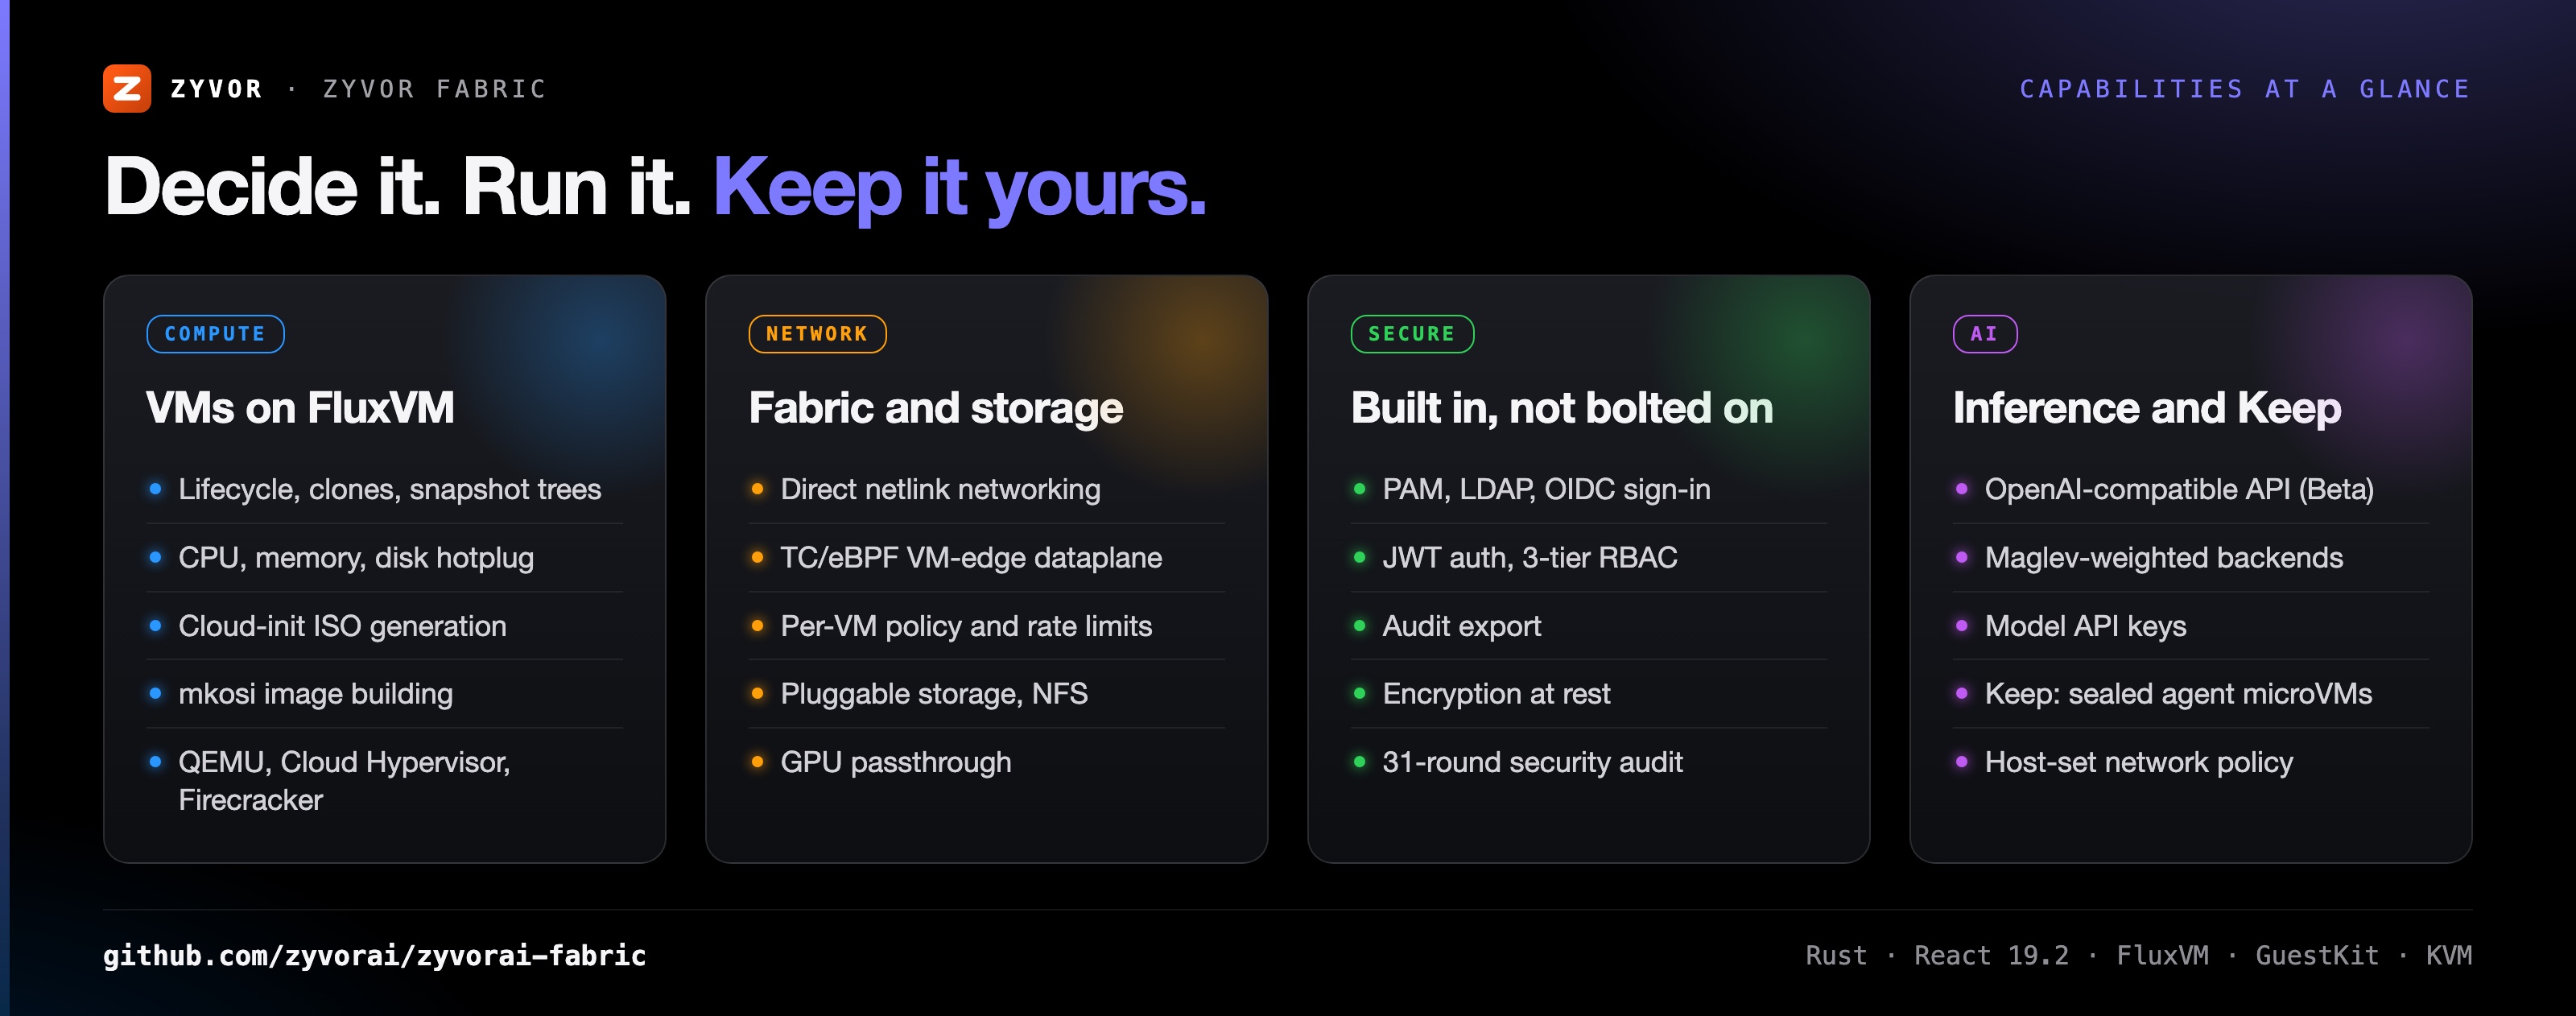 Z ZYVOR · ZYVOR FABRIC
CAPABILITIES AT A GLANCE
Decide it. Run it. Keep it yours.
COMPUTE
VMs on FluxVM
Lifecycle, clones, snapshot trees
CPU, memory, disk hotplug
Cloud-init ISO generation
mkosi image building
QEMU, Cloud Hypervisor,
Firecracker
NETWORK
Fabric and storage
Direct netlink networking
TC/eBPF VM-edge dataplane
Per-VM policy and rate limits
Pluggable storage, NFS
GPU passthrough
SECURE
Built in, not bolted on
PAM, LDAP, OIDC sign-in
JWT auth, 3-tier RBAC
Audit export
Encryption at rest
31-round security audit
AI
Inference and Keep
OpenAI-compatible API (Beta)
Maglev-weighted backends
Model API keys
Keep: sealed agent microVMs
Host-set network policy
github.com/zyvorai/zyvorai-fabric
Rust · React 19.2 · FluxVM · GuestKit · KVM